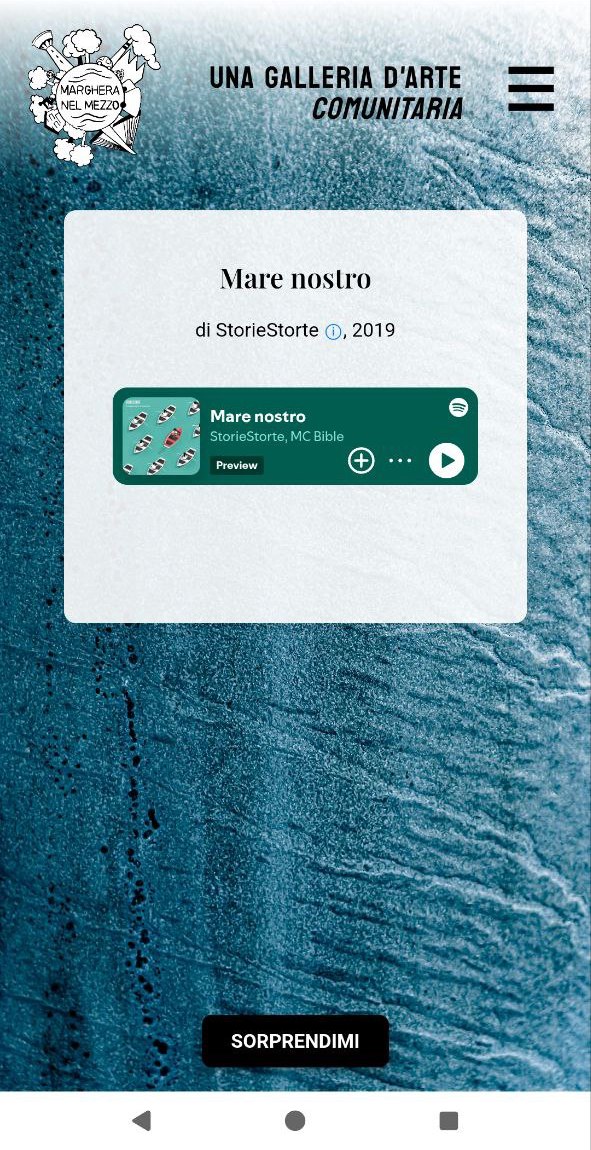 MARGHERA
NEL MEZZO
UNA GALLERIA D'ARTE
COMUNITARIA
Mare nostro
di StorieStorte ⓘ, 2019
Mare nostro
StorieStorte, MC Bible
Preview
SORPRENDIMI